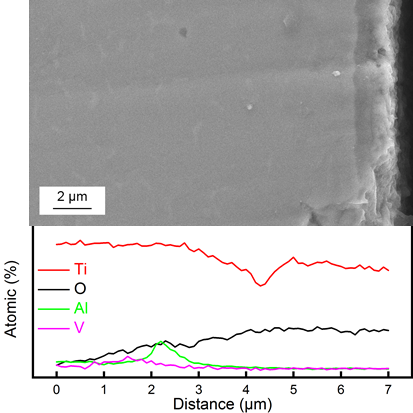 2 µm
Ti
O
Al
V
Atomic (%)
0 1 2 3 4 5 6 7
Distance (µm)